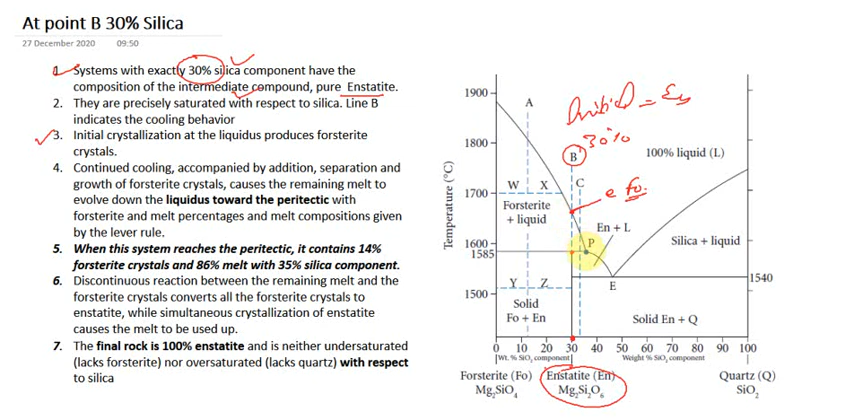 At point B 30% Silica
27 December 2020 09:50
1. Systems with exactly 30% silica component have the
composition of the intermediate compound, pure Enstatite.
2. They are precisely saturated with respect to silica. Line B
indicates the cooling behavior
3. Initial crystallization at the liquidus produces forsterite
crystals.
4. Continued cooling, accompanied by addition, separation and
growth of forsterite crystals, causes the remaining melt to
evolve down the liquidus toward the peritectic with
forsterite and melt percentages and melt compositions given
by the lever rule.
5. When this system reaches the peritectic, it contains 14%
forsterite crystals and 86% melt with 35% silica component.
6. Discontinuous reaction between the remaining melt and the
forsterite crystals converts all the forsterite crystals to
enstatite, while simultaneous crystallization of enstatite
causes the melt to be used up.
7. The final rock is 100% enstatite and is neither undersaturated
(lacks forsterite) nor oversaturated (lacks quartz) with respect
to silica
Temperature (°C)
1900
1800
1700
1600
1585
1500
A
B
30%
C
100% liquid (L)
W X
e fo.
Forsterite
+ liquid
En + L
P
Silica + liquid
1540
E
Y Z
Solid
Fo + En
Solid En + Q
0 10 20 30 40 50 60 70 80 90 100
Wt. % SiO2 component
Weight % SiO2 component
Forsterite (Fo)
Mg2SiO4
Enstatite (En)
Mg2Si2O6
Quartz (Q)
SiO2